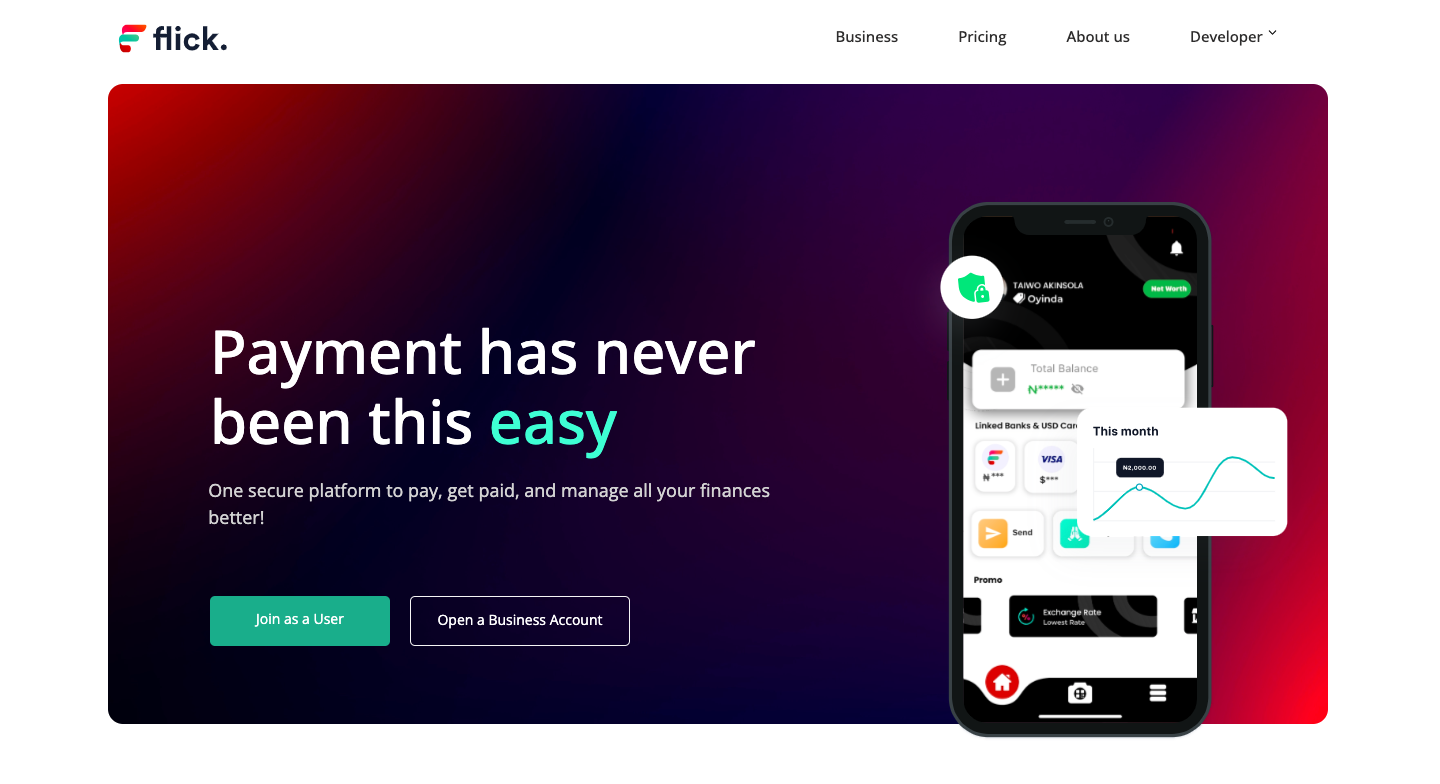 flick.
Business Pricing About us Developer
Payment has never
been this easy
One secure platform to pay, get paid, and manage all your finances
better!
Join as a User
Open a Business Account
TAIWO AKINSOLA
Oyinda
Net Worth
Total Balance
₦*****
Linked Banks & USD
This month
₦2,000.00
VISA
₦ ***
$***
Send
Promo
Exchange Rate
Lowest Rate